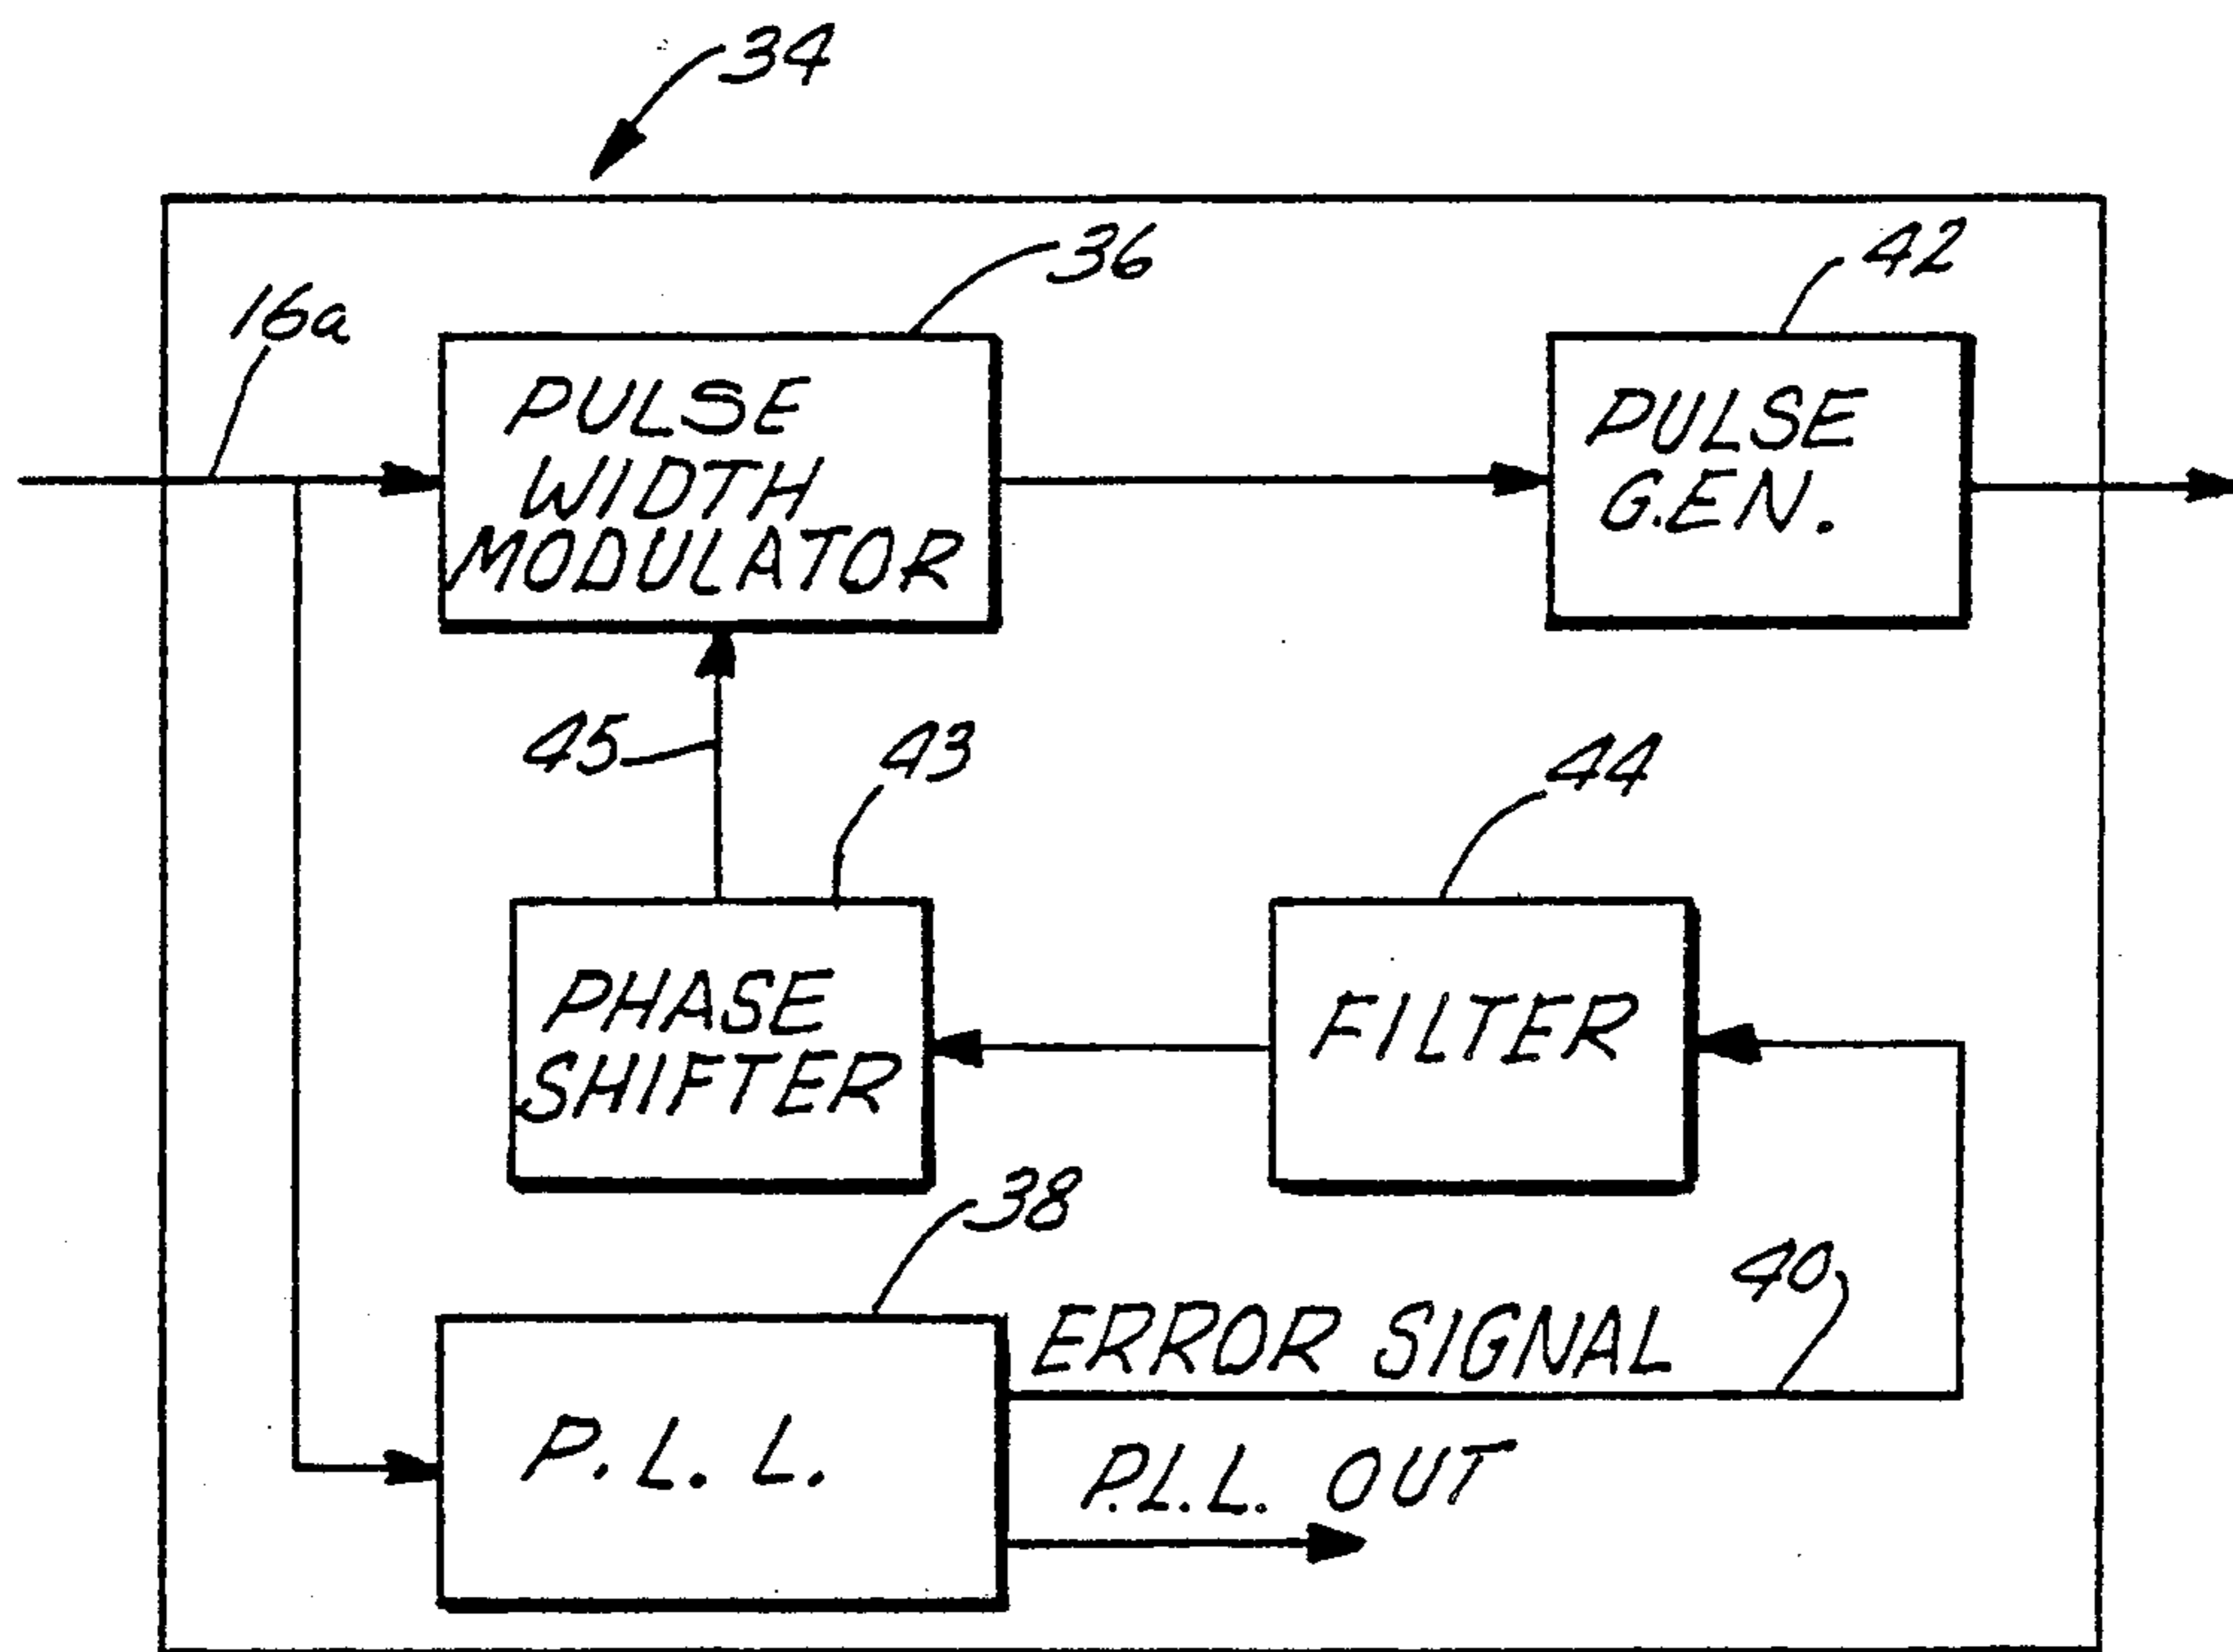 34
36
42
16a
PULSE
WIDTH
MODULATOR
PULSE
GEN.
45
43
44
PHASE
SHIFTER
FILTER
38
40
ERROR SIGNAL
P.L.L.
P.L.L. OUT